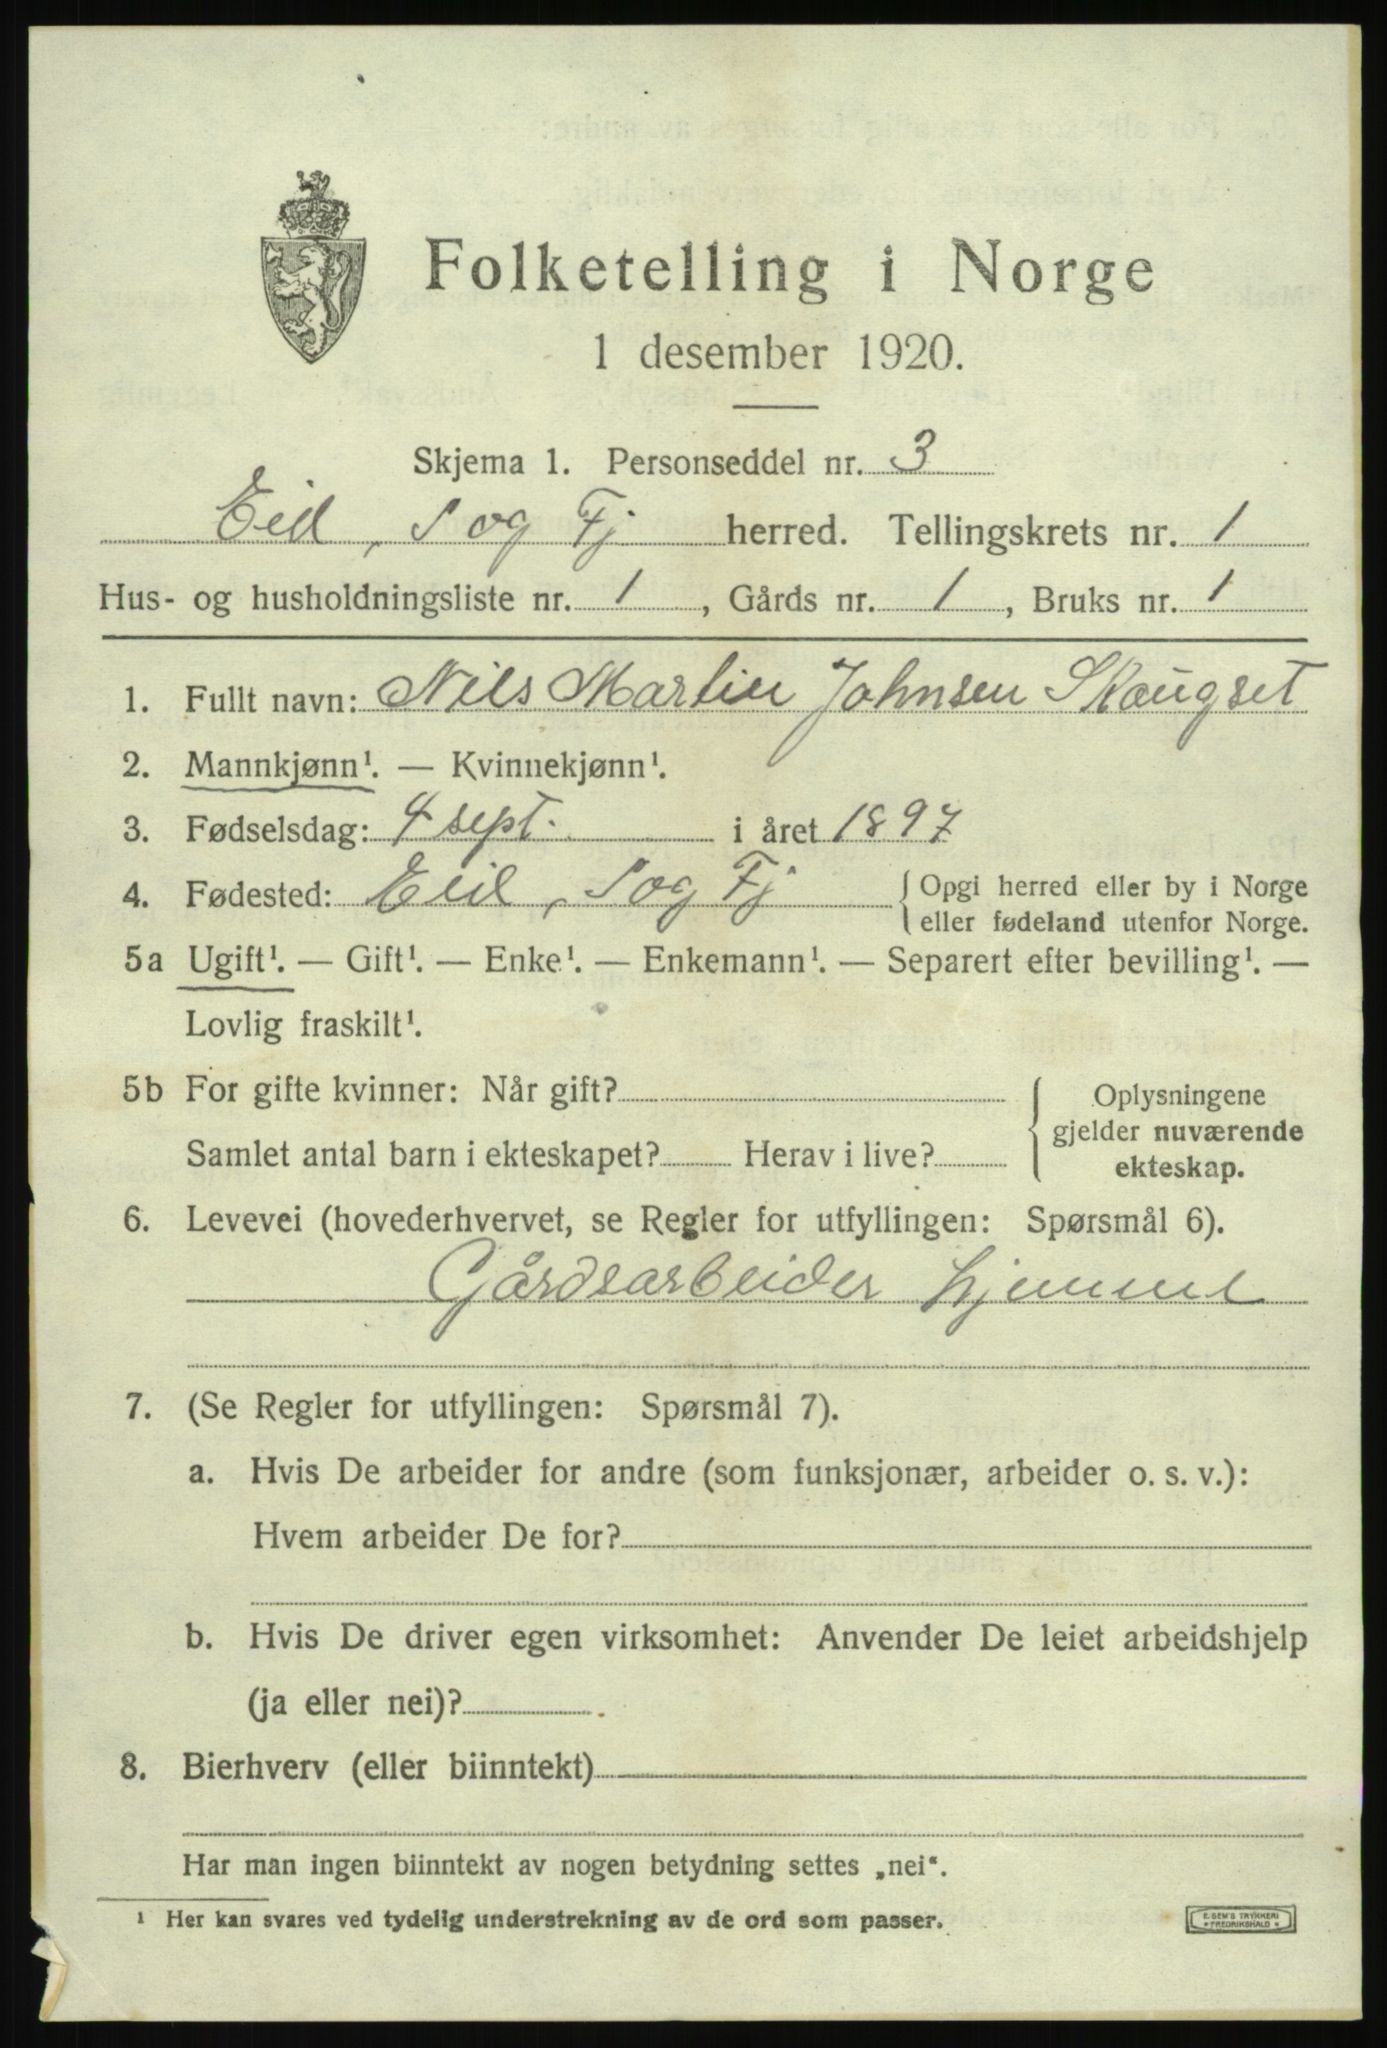 Folketelling i Norge
1 desember 1920.
Skjema 1. Personseddel nr. 3
Eid, S og Fj herred. Tellingskrets nr. 1
Hus- og husholdningsliste nr. 1, Gårds nr. 1, Bruks nr. 1
1. Fullt navn: Nils Martin Johnsen Skaugset
2. Mannkjønn¹. — Kvinnekjønn¹.
3. Fødselsdag: 4 sept. i året 1897
4. Fødested: Eid, S og Fj { Opgi herred eller by i Norge
eller fødeland utenfor Norge.
5a Ugift¹. — Gift¹. — Enke¹. — Enkemann¹. — Separert efter bevilling¹. —
Lovlig fraskilt¹.
5b For gifte kvinner: Når gift? { Oplysningene
gjelder nuværende
Samlet antal barn i ekteskapet? Herav i live?
ekteskap.
6. Levevei (hovederhvervet, se Regler for utfyllingen: Spørsmål 6).
Gårdsarbeider hjemme
7. (Se Regler for utfyllingen: Spørsmål 7).
a. Hvis De arbeider for andre (som funksjonær, arbeider o. s. v.):
Hvem arbeider De for?
b. Hvis De driver egen virksomhet: Anvender De leiet arbeidshjelp
(ja eller nei)?
8. Bierhverv (eller biinntekt)
Har man ingen biinntekt av nogen betydning settes „nei“.
¹ Her kan svares ved tydelig understrekning av de ord som passer.
E. SEM'S TRYKKERI
* FREDRIKSHALD *